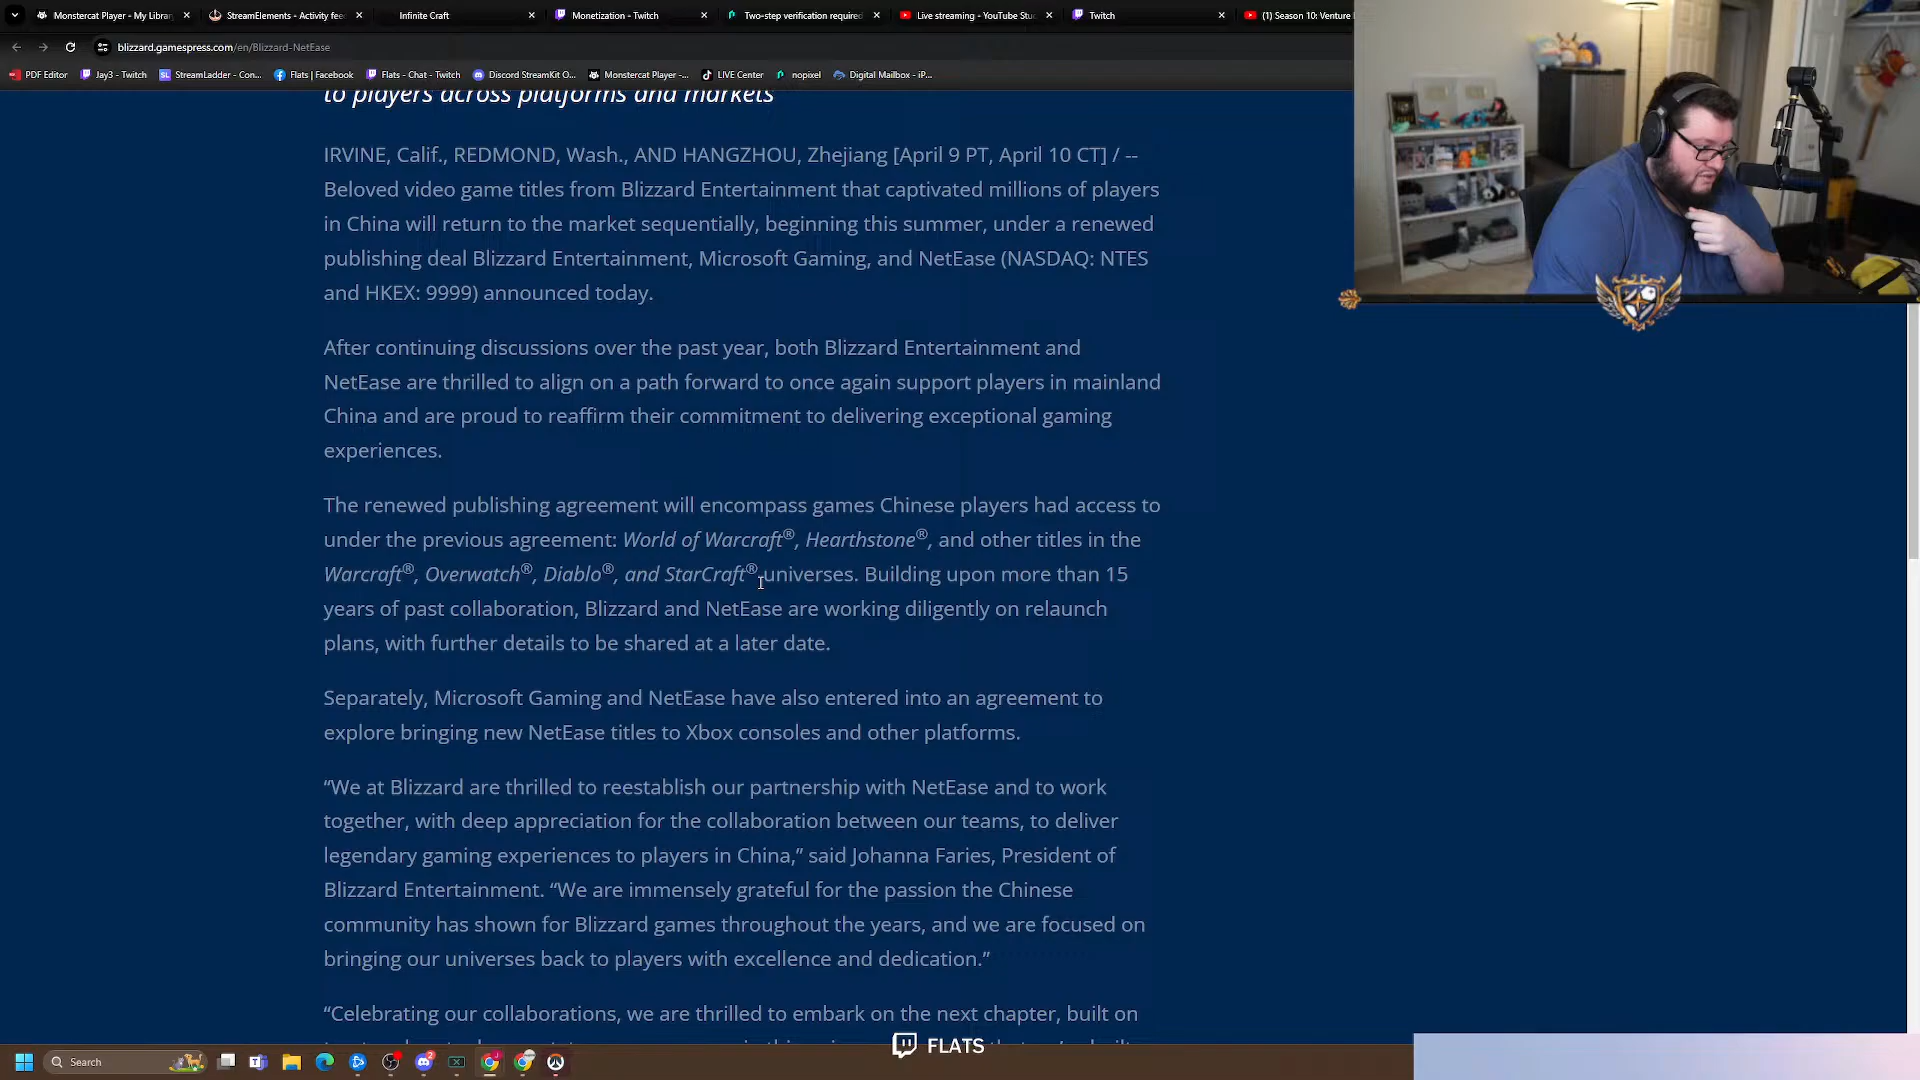 Monstercat Player - My Library
StreamElements - Activity fee
Infinite Craft
Monetization - Twitch
Two-step verification required
Live streaming - YouTube Stu
Twitch
(1) Season 10: Venture
blizzard.gamespress.com/en/Blizzard-NetEase
PDF Editor
Jay3 - Twitch
StreamLadder - Con...
Flats | Facebook
Flats - Chat - Twitch
Discord StreamKit O...
Monstercat Player -...
LIVE Center
nopixel
Digital Mailbox - iP...
to players across platforms and markets
IRVINE, Calif., REDMOND, Wash., AND HANGZHOU, Zhejiang [April 9 PT, April 10 CT] / --
Beloved video game titles from Blizzard Entertainment that captivated millions of players
in China will return to the market sequentially, beginning this summer, under a renewed
publishing deal Blizzard Entertainment, Microsoft Gaming, and NetEase (NASDAQ: NTES
and HKEX: 9999) announced today.
After continuing discussions over the past year, both Blizzard Entertainment and
NetEase are thrilled to align on a path forward to once again support players in mainland
China and are proud to reaffirm their commitment to delivering exceptional gaming
experiences.
The renewed publishing agreement will encompass games Chinese players had access to
under the previous agreement: World of Warcraft®, Hearthstone®, and other titles in the
Warcraft®, Overwatch®, Diablo®, and StarCraft® universes. Building upon more than 15
years of past collaboration, Blizzard and NetEase are working diligently on relaunch
plans, with further details to be shared at a later date.
Separately, Microsoft Gaming and NetEase have also entered into an agreement to
explore bringing new NetEase titles to Xbox consoles and other platforms.
“We at Blizzard are thrilled to reestablish our partnership with NetEase and to work
together, with deep appreciation for the collaboration between our teams, to deliver
legendary gaming experiences to players in China,” said Johanna Faries, President of
Blizzard Entertainment. “We are immensely grateful for the passion the Chinese
community has shown for Blizzard games throughout the years, and we are focused on
bringing our universes back to players with excellence and dedication.”
“Celebrating our collaborations, we are thrilled to embark on the next chapter, built on
FLATS
Search